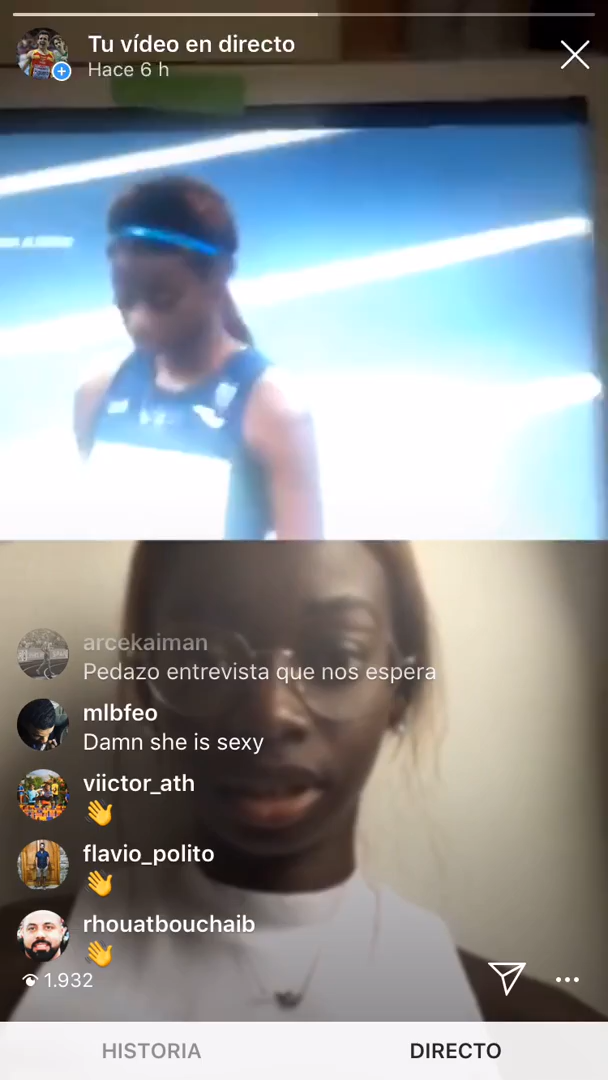 Tu vídeo en directo
Hace 6 h
arcekaiman
Pedazo entrevista que nos espera
mlbfeo
Damn she is sexy
viictor_ath
👋
flavio_polito
👋
rhouatbouchaib
👋
1.932
HISTORIA
DIRECTO